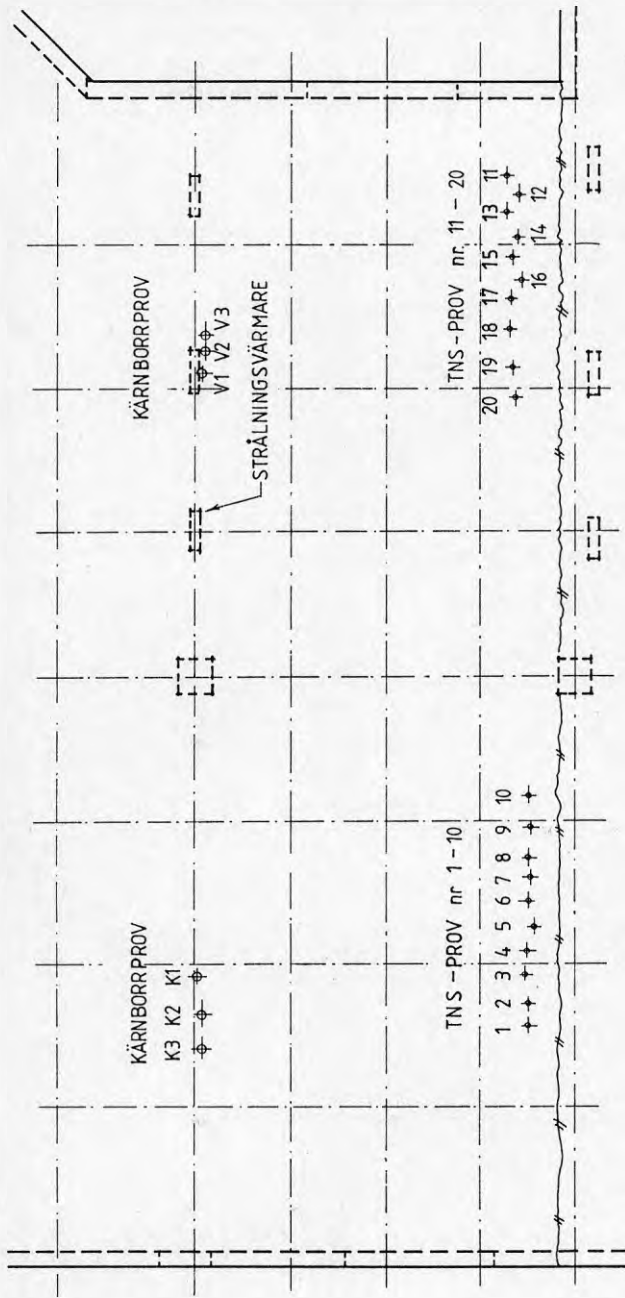 KÄRNBORRPROV
K3 K2 K1
KÄRNBORRPROV
V1 V2 V3
STRÅLNINGSVÄRMARE
TNS-PROV nr 1-10
1 2 3 4 5 6 7 8 9 10
TNS-PROV nr. 11 - 20
20 19 18 17 15 13 11
16 14 12